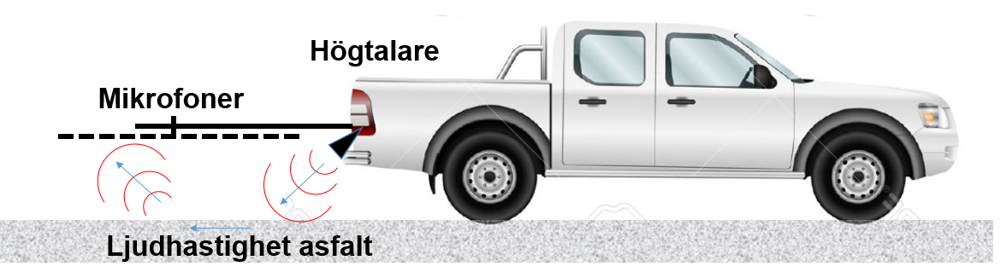 Högtalare
Mikrofoner
Ljudhastighet asfalt